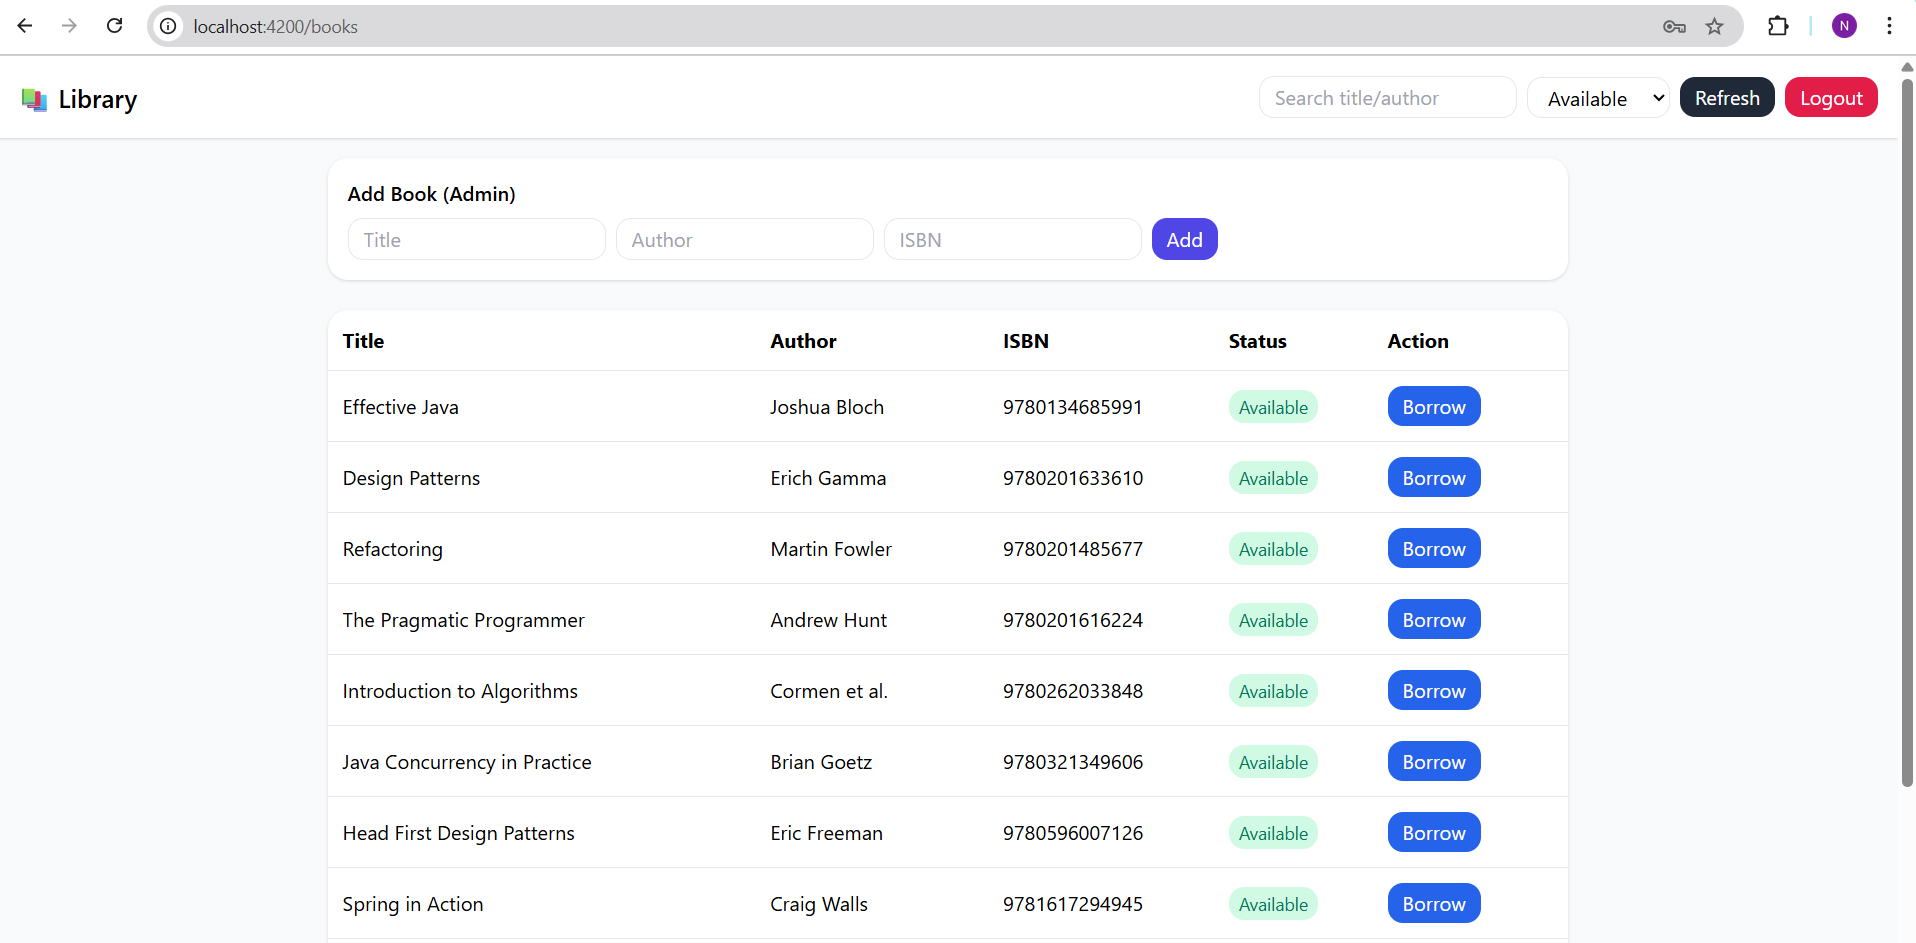 localhost:4200/books
N
Library
Search title/author
Available
Refresh
Logout
Add Book (Admin)
Title
Author
ISBN
Add
Title Author ISBN Status Action
Effective Java Joshua Bloch 9780134685991 Available Borrow
Design Patterns Erich Gamma 9780201633610 Available Borrow
Refactoring Martin Fowler 9780201485677 Available Borrow
The Pragmatic Programmer Andrew Hunt 9780201616224 Available Borrow
Introduction to Algorithms Cormen et al. 9780262033848 Available Borrow
Java Concurrency in Practice Brian Goetz 9780321349606 Available Borrow
Head First Design Patterns Eric Freeman 9780596007126 Available Borrow
Spring in Action Craig Walls 9781617294945 Available Borrow